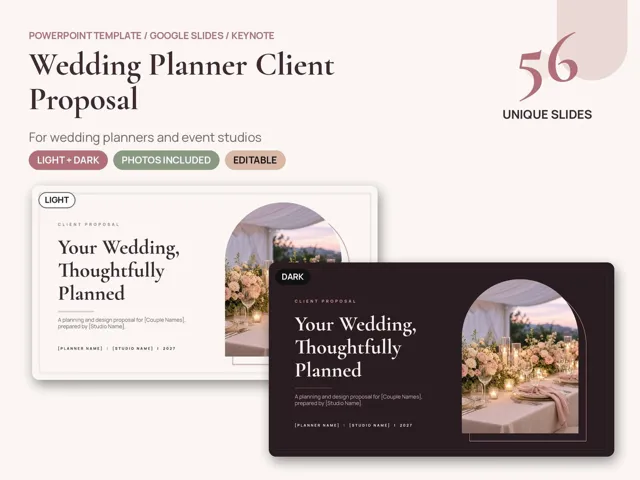 POWERPOINT TEMPLATE / GOOGLE SLIDES / KEYNOTE
Wedding Planner Client
Proposal
For wedding planners and event studios
LIGHT + DARK
PHOTOS INCLUDED
EDITABLE
56
UNIQUE SLIDES
LIGHT
CLIENT PROPOSAL
Your Wedding,
Thoughtfully
Planned
A planning and design proposal for [Couple Names],
prepared by [Studio Name].
[PLANNER NAME] | [STUDIO NAME] | 2027
DARK
CLIENT PROPOSAL
Your Wedding,
Thoughtfully
Planned
A planning and design proposal for [Couple Names],
prepared by [Studio Name].
[PLANNER NAME] | [STUDIO NAME] | 2027